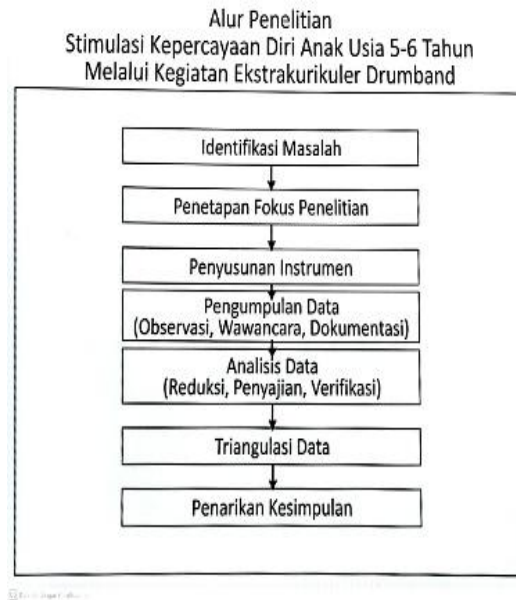 Alur Penelitian
Stimulasi Kepercayaan Diri Anak Usia 5-6 Tahun
Melalui Kegiatan Ekstrakurikuler Drumband
Identifikasi Masalah
Penetapan Fokus Penelitian
Penyusunan Instrumen
Pengumpulan Data
(Observasi, Wawancara, Dokumentasi)
Analisis Data
(Reduksi, Penyajian, Verifikasi)
Triangulasi Data
Penarikan Kesimpulan